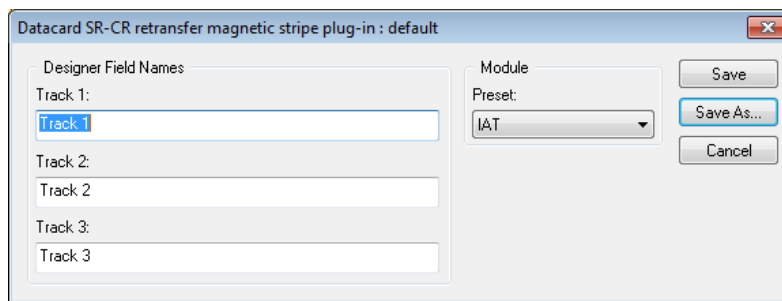 Datacard SR-CR retransfer magnetic stripe plug-in : default
Designer Field Names
Track 1:
Track 1
Track 2:
Track 2
Track 3:
Track 3
Module
Preset:
IAT
Save
Save As...
Cancel